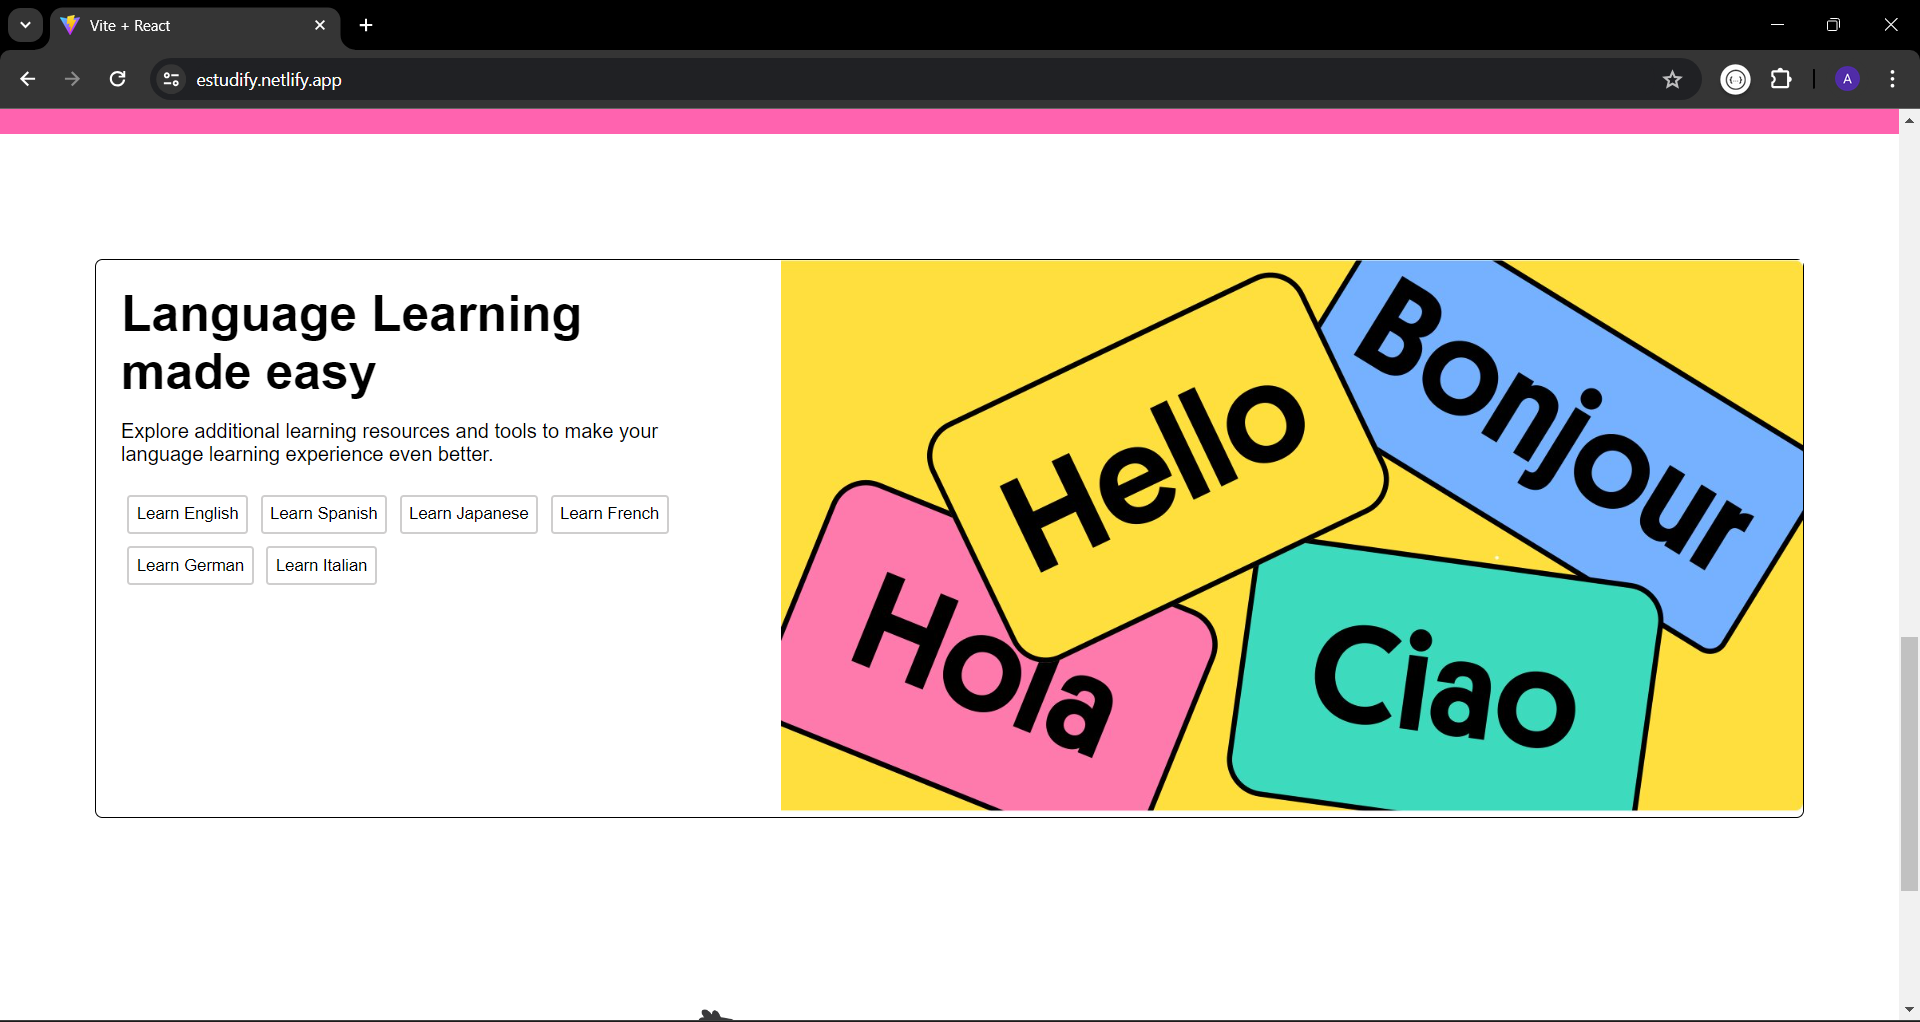 Vite + React
estudify.netlify.app
A
Language Learning
made easy
Explore additional learning resources and tools to make your
language learning experience even better.
Learn English
Learn Spanish
Learn Japanese
Learn French
Learn German
Learn Italian
Hello
Bonjour
Hola
Ciao